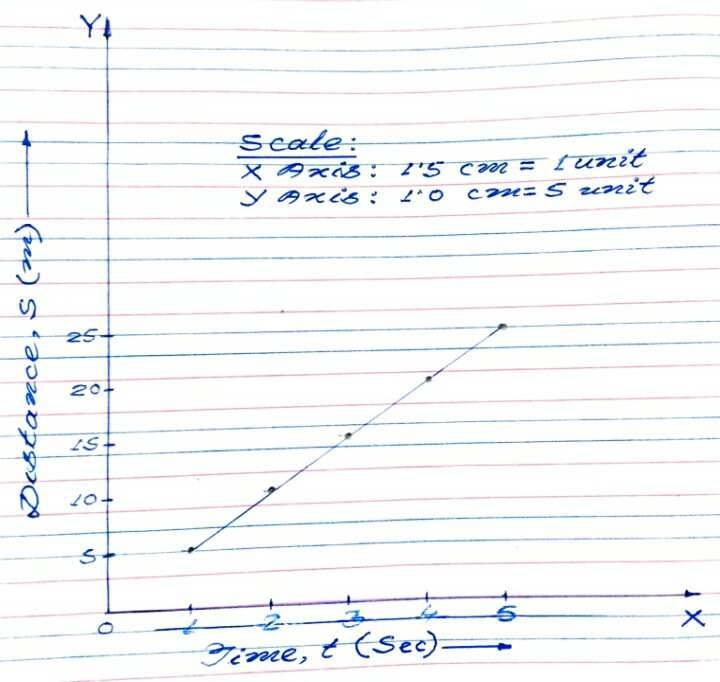 Y
Scale:
X Axis: 1.5 cm = 1 unit
Y Axis: 1.0 cm = 5 unit
Distance, S (m)
25
20
15
10
5
0 1 2 3 4 5 X
Time, t (Sec)